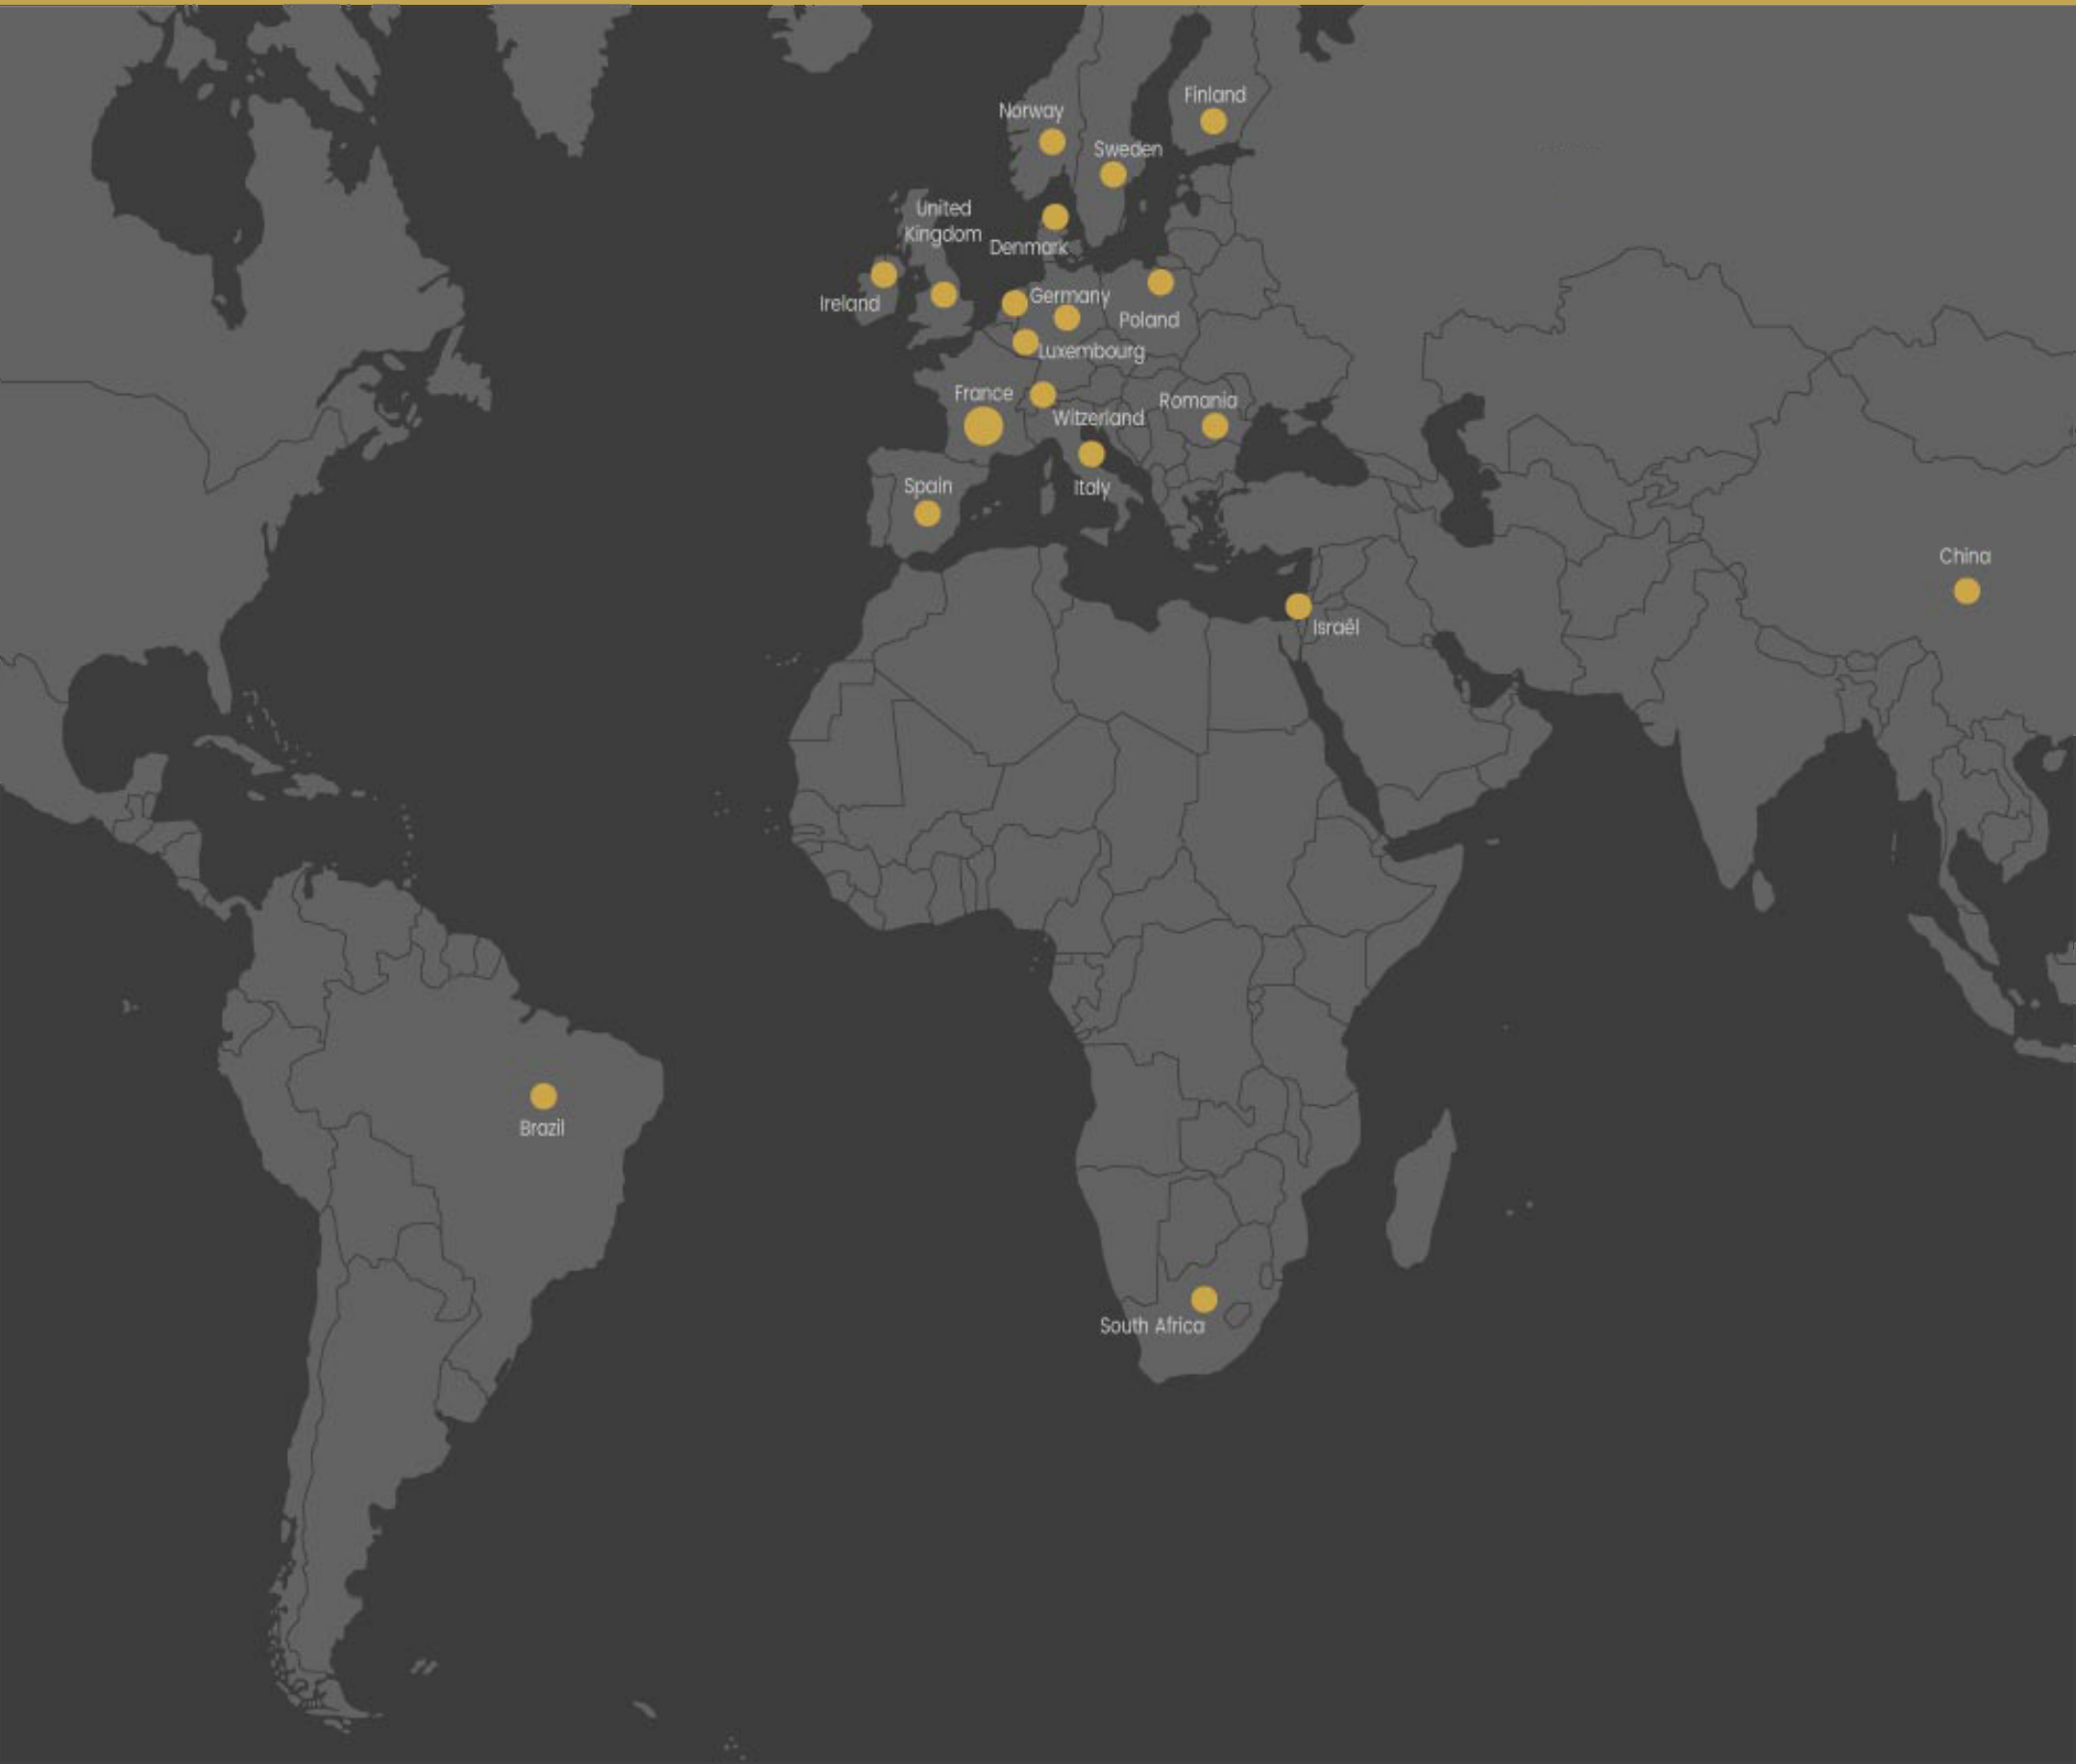 Finland
Norway
Sweden
United
Kingdom
Denmark
Germany
Ireland
Poland
Luxembourg
France
Romania
Witzerland
Spain
Italy
China
Israël
Brazil
South Africa